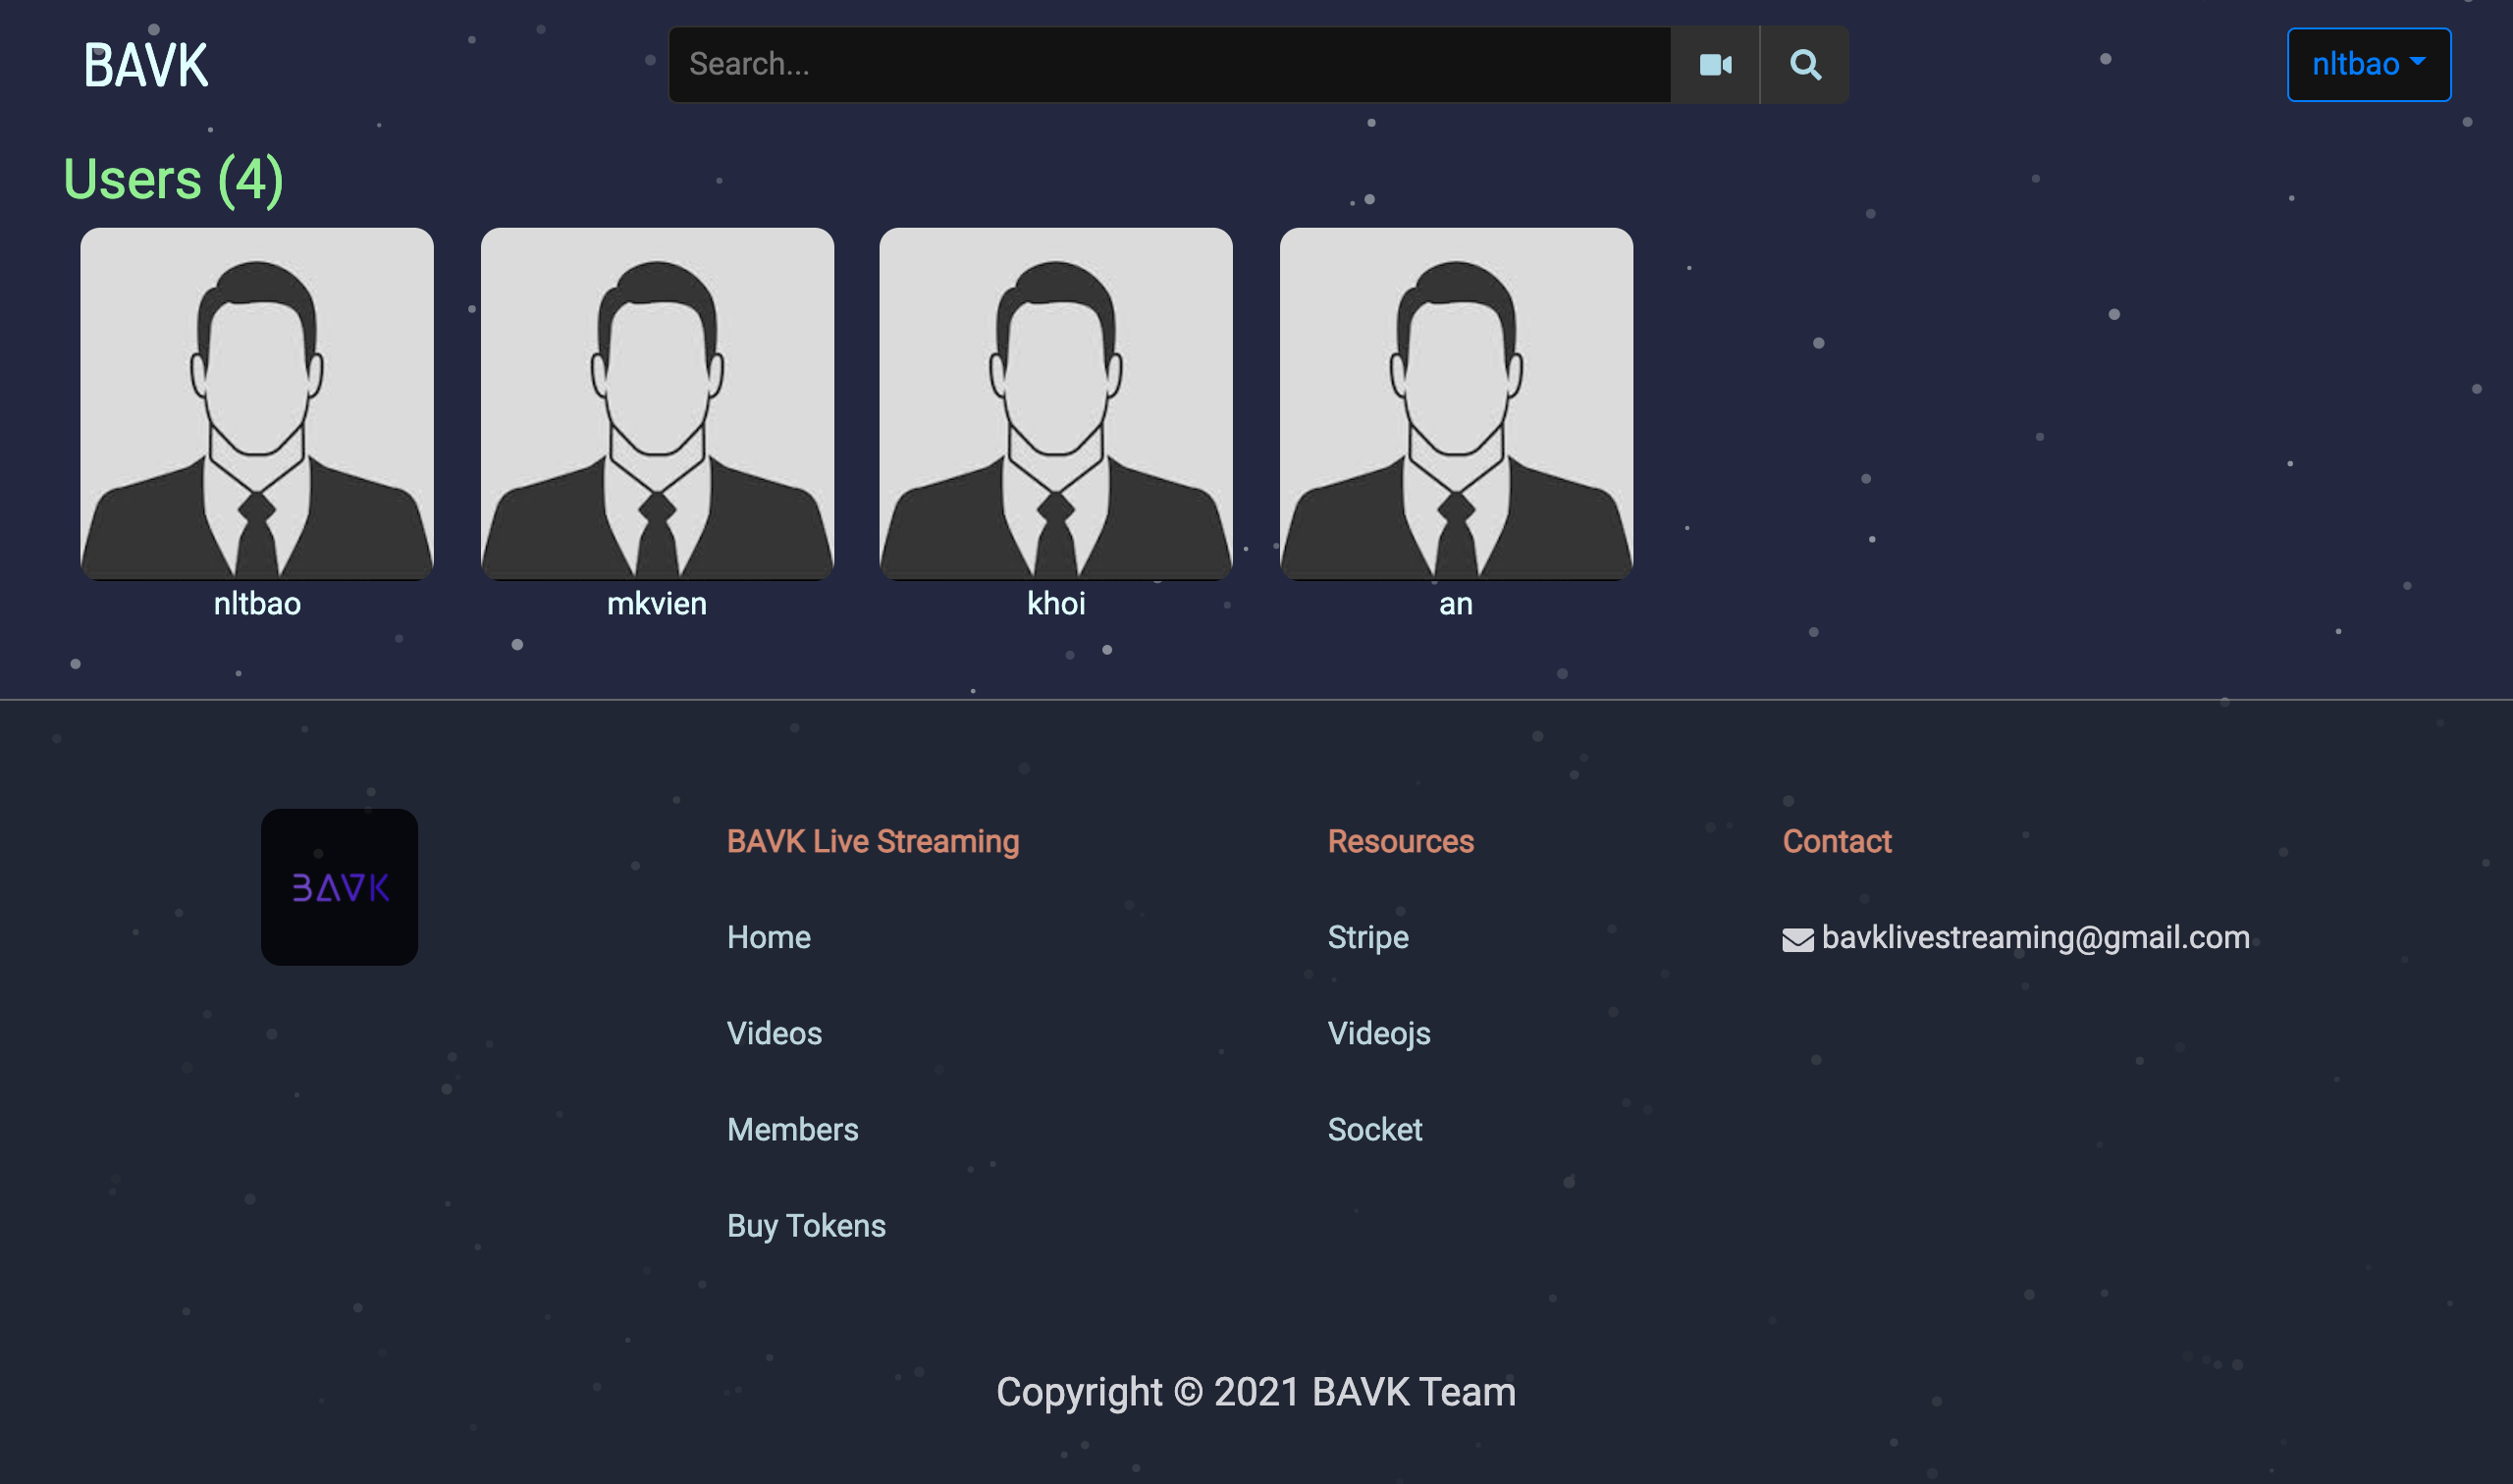 BAVK
Search...
nltbao
Users (4)
nltbao
mkvien
khoi
an
BAVK
BAVK Live Streaming
Home
Videos
Members
Buy Tokens
Resources
Stripe
Videojs
Socket
Contact
bavklivestreaming@gmail.com
Copyright © 2021 BAVK Team